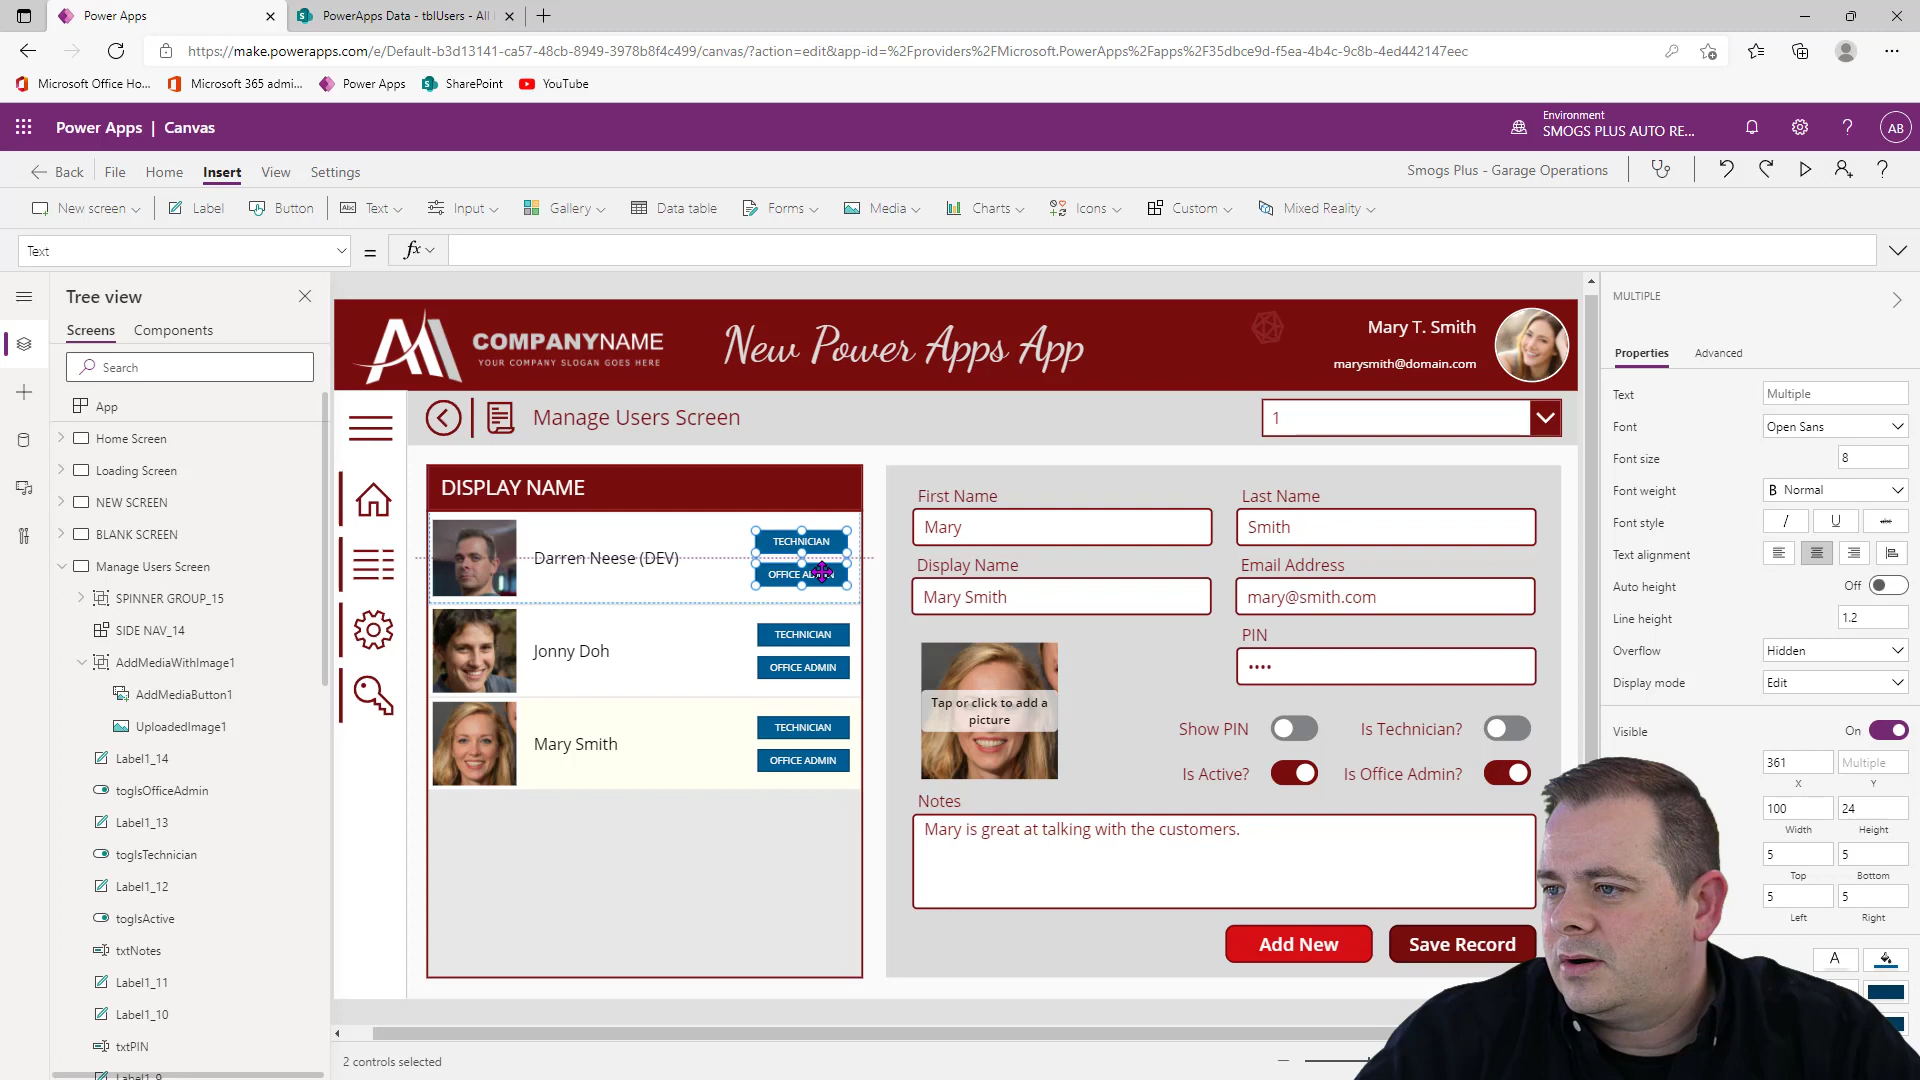 Power Apps
PowerApps Data - tblUsers - All
https://make.powerapps.com/e/Default-b3d13141-ca57-48cb-8949-3978b8f4c499/canvas/?action=edit&app-id=%2Fproviders%2FMicrosoft.PowerApps%2Fapps%2F35dbce9d-f5ea-4b4c-9c8b-4ed442147eec
Microsoft Office Ho...
Microsoft 365 admi...
Power Apps
SharePoint
YouTube
Power Apps | Canvas
Environment
SMOGS PLUS AUTO RE...
AB
Back
File
Home
Insert
View
Settings
Smogs Plus - Garage Operations
New screen
Label
Button
Text
Input
Gallery
Data table
Forms
Media
Charts
Icons
Custom
Mixed Reality
Text
=
fx
Tree view
Screens
Components
Search
App
Home Screen
Loading Screen
NEW SCREEN
BLANK SCREEN
Manage Users Screen
SPINNER GROUP_15
SIDE NAV_14
AddMediaWithImage1
AddMediaButton1
UploadedImage1
Label1_14
togIsOfficeAdmin
Label1_13
togIsTechnician
Label1_12
togIsActive
txtNotes
Label1_11
Label1_10
txtPIN
Label1_9
COMPANYNAME
YOUR COMPANY SLOGAN GOES HERE
New Power Apps App
Mary T. Smith
marysmith@domain.com
Manage Users Screen
1
DISPLAY NAME
Darren Neese (DEV)
TECHNICIAN
OFFICE
Jonny Doh
TECHNICIAN
OFFICE ADMIN
Mary Smith
TECHNICIAN
OFFICE ADMIN
First Name
Last Name
Mary
Smith
Display Name
Email Address
Mary Smith
mary@smith.com
PIN
••••
Tap or click to add a
picture
Show PIN
Is Technician?
Is Active?
Is Office Admin?
Notes
Mary is great at talking with the customers.
Add New
Save Record
2 controls selected
MULTIPLE
Properties
Advanced
Text
Multiple
Font
Open Sans
Font size
8
Font weight
B Normal
Font style
/ U abc
Text alignment
Auto height
Off
Line height
1.2
Overflow
Hidden
Display mode
Edit
Visible
On
361
Multiple
X
Y
100
24
Width
Height
5
5
Top
Bottom
5
5
Left
Right
A